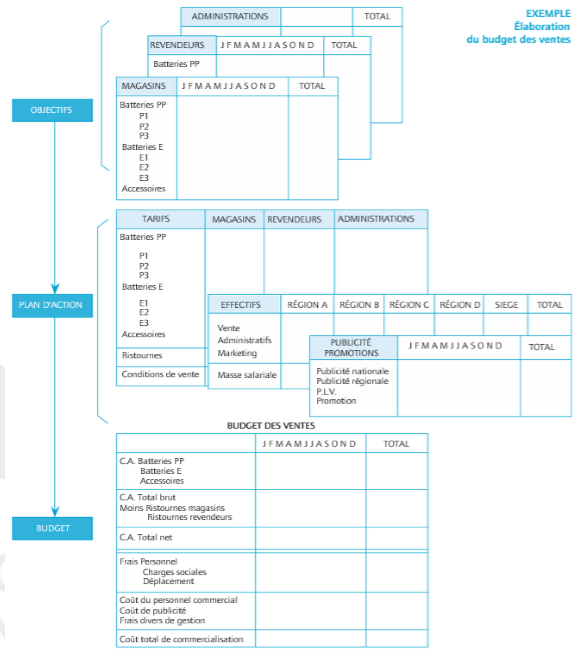 EXEMPLE
Élaboration
du budget des ventes
ADMINISTRATIONS TOTAL
REVENDEURS J F M A M J J A S O N D TOTAL
Batteries PP
MAGASINS J F M A M J J A S O N D TOTAL
Batteries PP
P1
P2
P3
Batteries E
E1
E2
E3
Accessoires
OBJECTIFS
TARIFS MAGASINS REVENDEURS ADMINISTRATIONS
Batteries PP
P1
P2
P3
Batteries E
E1
E2
E3
Accessoires
Ristournes
Conditions de vente
PLAN D'ACTION
EFFECTIFS RÉGION A RÉGION B RÉGION C RÉGION D SIEGE TOTAL
Vente
Administratifs
Marketing
Masse salariale
PUBLICITÉ
PROMOTIONS J F M A M J J A S O N D TOTAL
Publicité nationale
Publicité régionale
P.L.V.
Promotion
BUDGET DES VENTES
J F M A M J J A S O N D TOTAL
C.A. Batteries PP
Batteries E
Accessoires
C.A. Total brut
Moins Ristournes magasins
Ristournes revendeurs
BUDGET
C.A. Total net
Frais Personnel
Charges sociales
Déplacement
Coût du personnel commercial
Coût de publicité
Frais divers de gestion
Coût total de commercialisation